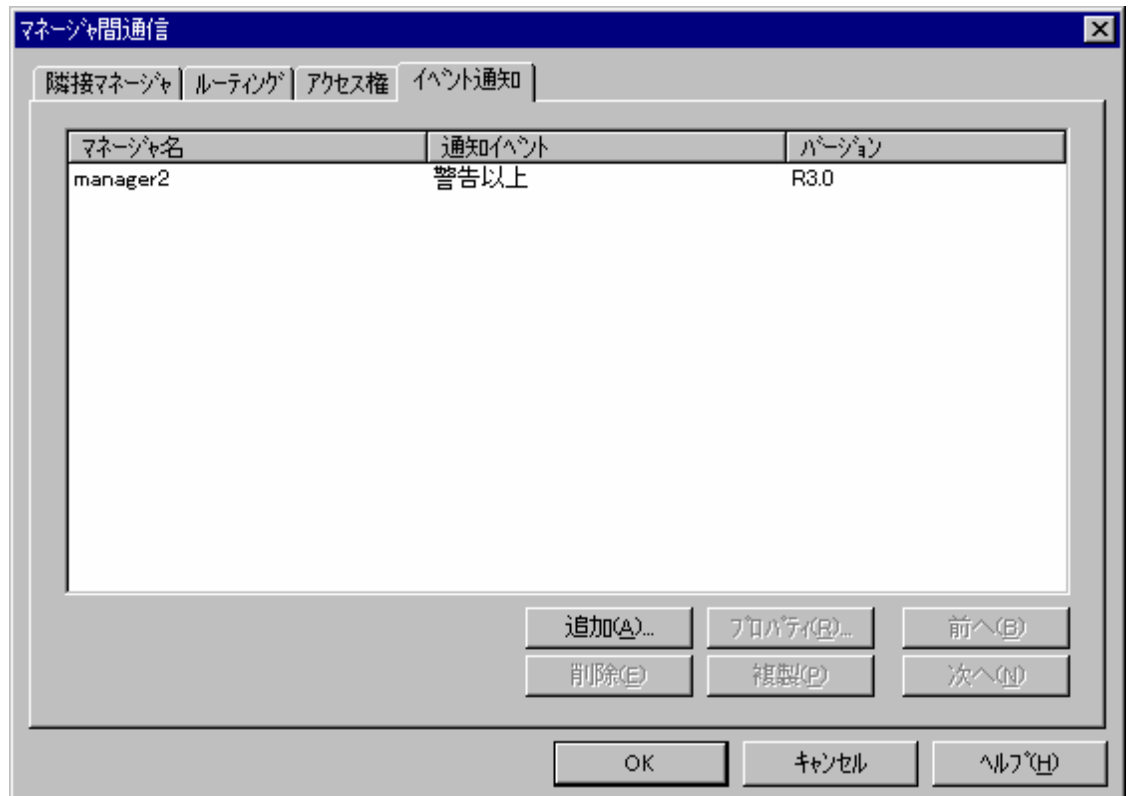 マネージャ間通信
隣接マネージャ ルーティング アクセス権 イベント通知
マネージャ名 通知イベント バージョン
manager2 警告以上 R3.0
追加(A)... プロパティ(R)... 前へ(B)
削除(E) 複製(P) 次へ(N)
OK キャンセル ヘルプ(H)